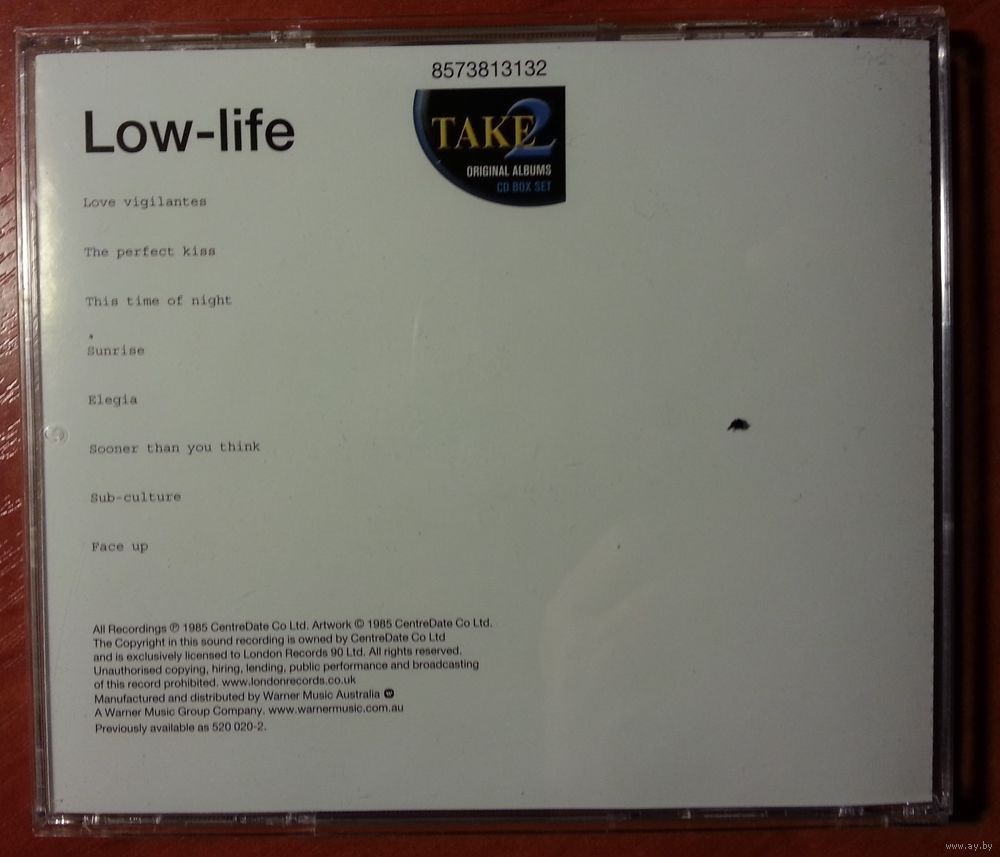 8573813132
Low-life
TAKE 2
ORIGINAL ALBUMS
CD BOX SET
Love vigilantes
The perfect kiss
This time of night
Sunrise
Elegia
Sooner than you think
Sub-culture
Face up
All Recordings ℗ 1985 CentreDate Co Ltd. Artwork © 1985 CentreDate Co Ltd.
The Copyright in this sound recording is owned by CentreDate Co Ltd
and is exclusively licensed to London Records 90 Ltd. All rights reserved.
Unauthorised copying, hiring, lending, public performance and broadcasting
of this record prohibited. www.londonrecords.co.uk
Manufactured and distributed by Warner Music Australia
A Warner Music Group Company. www.warnermusic.com.au
Previously available as 520 020-2.
www.ay.by